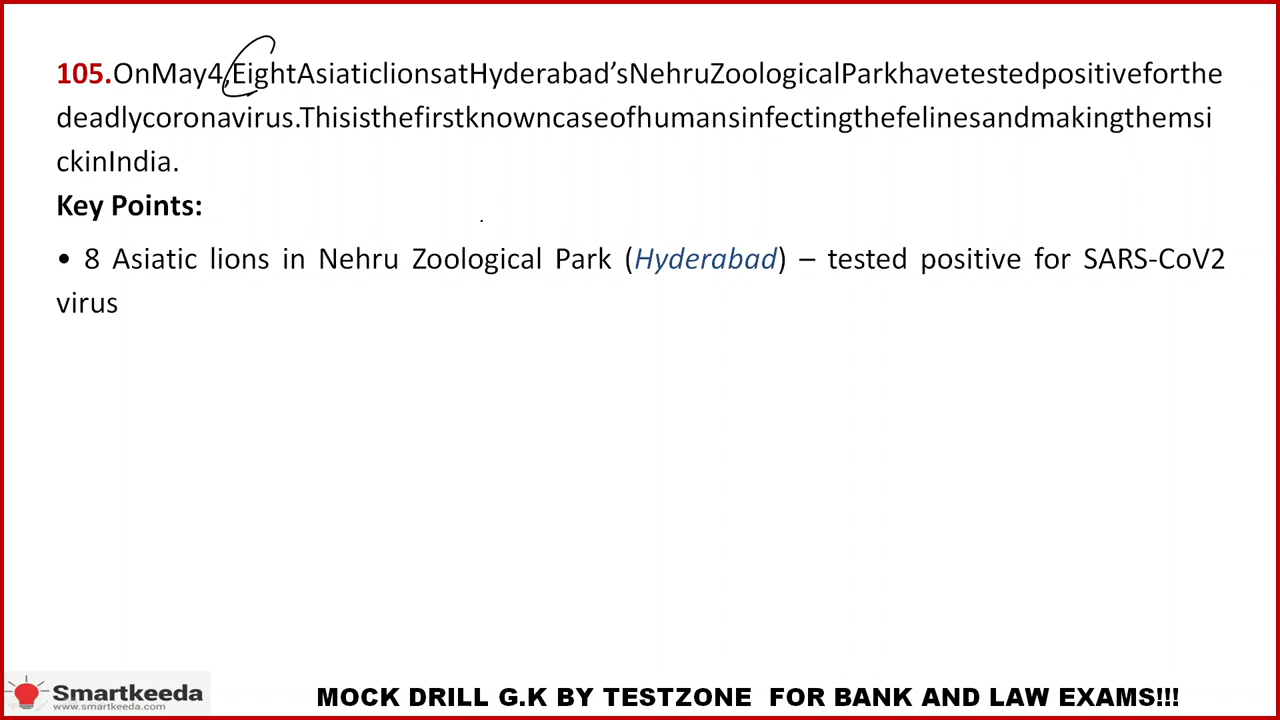 105.OnMay4,EightAsiaticlionsatHyderabad’sNehruZoologicalParkhavetestedpositiveforthe
deadlycoronavirus.Thisisthefirstknowncaseofhumansinfectingthefelinesandmakingthemsi
ckinIndia.
Key Points:
• 8 Asiatic lions in Nehru Zoological Park (Hyderabad) – tested positive for SARS-CoV2
virus
Smartkeeda
www.smartkeeda.com
MOCK DRILL G.K BY TESTZONE FOR BANK AND LAW EXAMS!!!